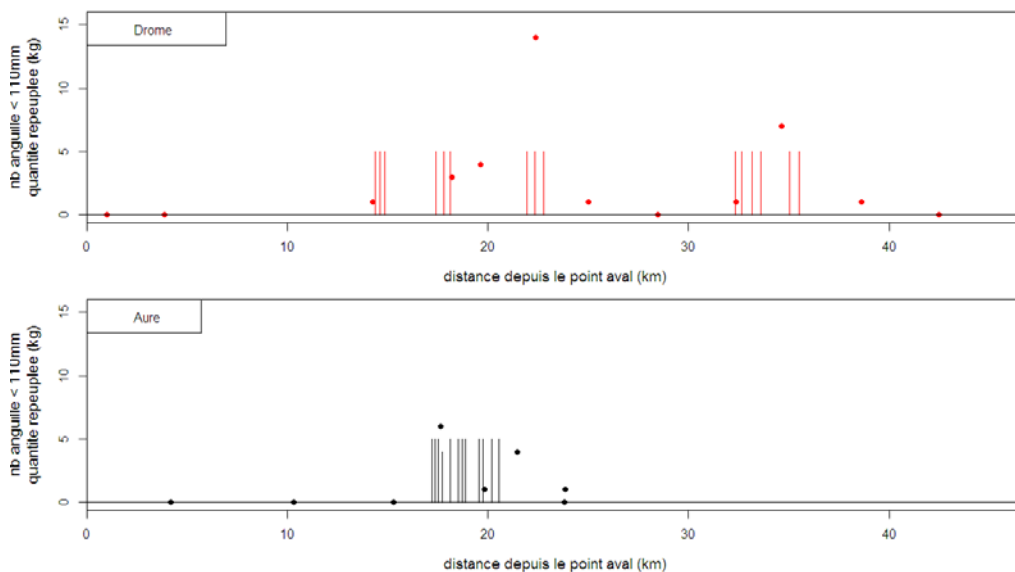 Drome
nb anguille < 110mm
quantite repeuplee (kg)
15
10
5
0
0 10 20 30 40
distance depuis le point aval (km)
Aure
nb anguille < 110mm
quantite repeuplee (kg)
15
10
5
0
0 10 20 30 40
distance depuis le point aval (km)